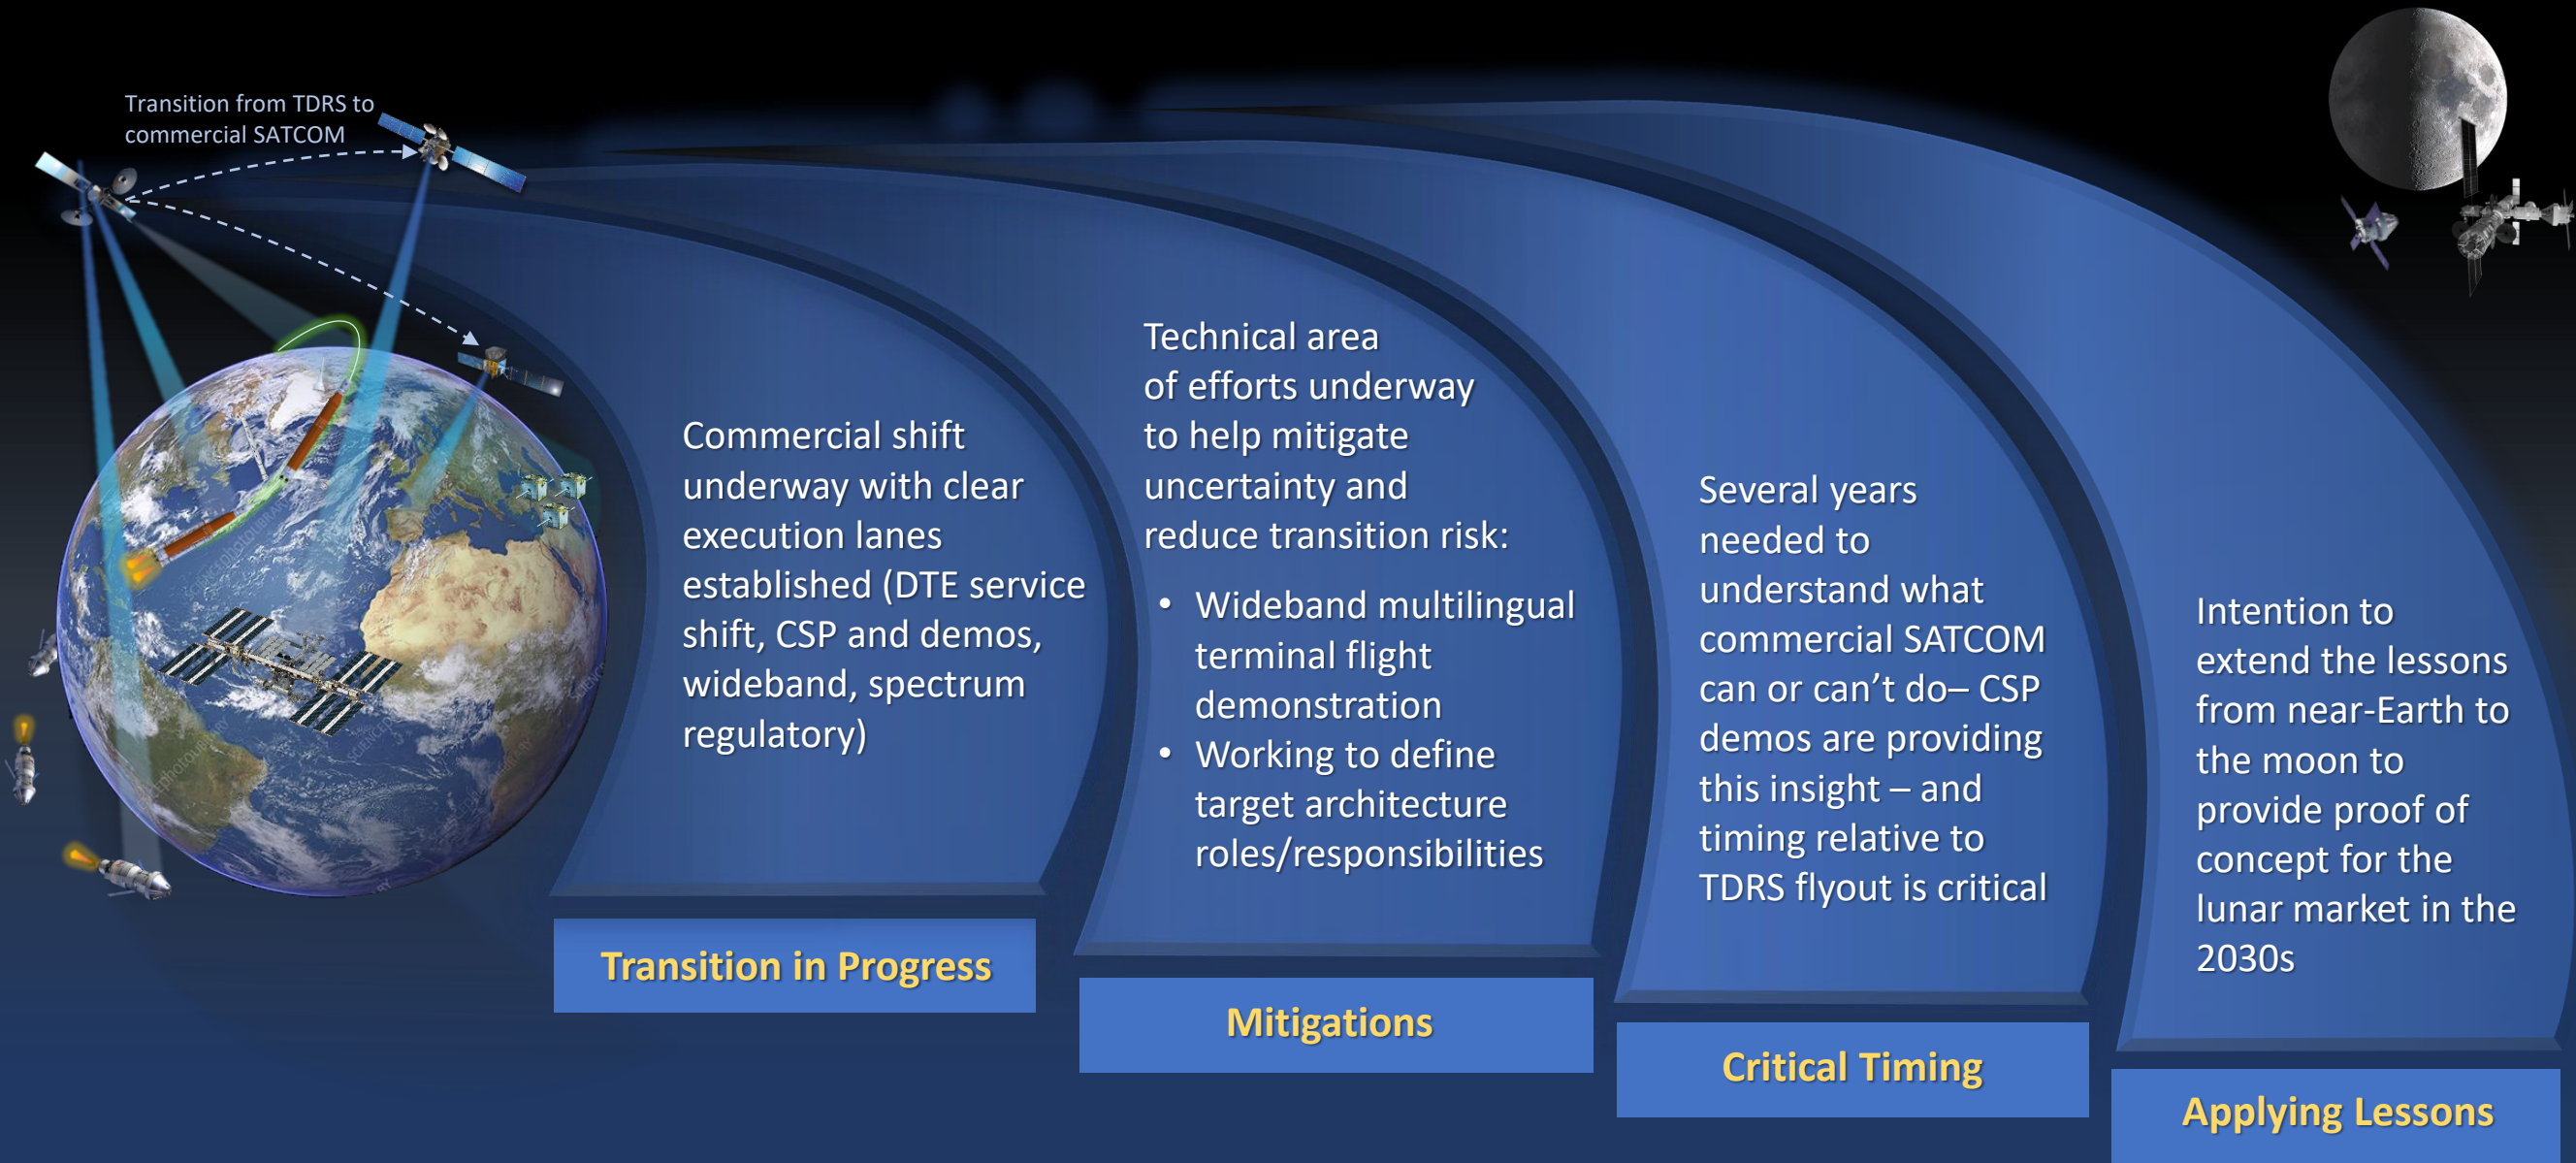 Transition from TDRS to
commercial SATCOM
Commercial shift
underway with clear
execution lanes
established (DTE service
shift, CSP and demos,
wideband, spectrum
regulatory)
Transition in Progress
Technical area
of efforts underway
to help mitigate
uncertainty and
reduce transition risk:
• Wideband multilingual
terminal flight
demonstration
• Working to define
target architecture
roles/responsibilities
Mitigations
Several years
needed to
understand what
commercial SATCOM
can or can’t do– CSP
demos are providing
this insight – and
timing relative to
TDRS flyout is critical
Critical Timing
Intention to
extend the lessons
from near-Earth to
the moon to
provide proof of
concept for the
lunar market in the
2030s
Applying Lessons